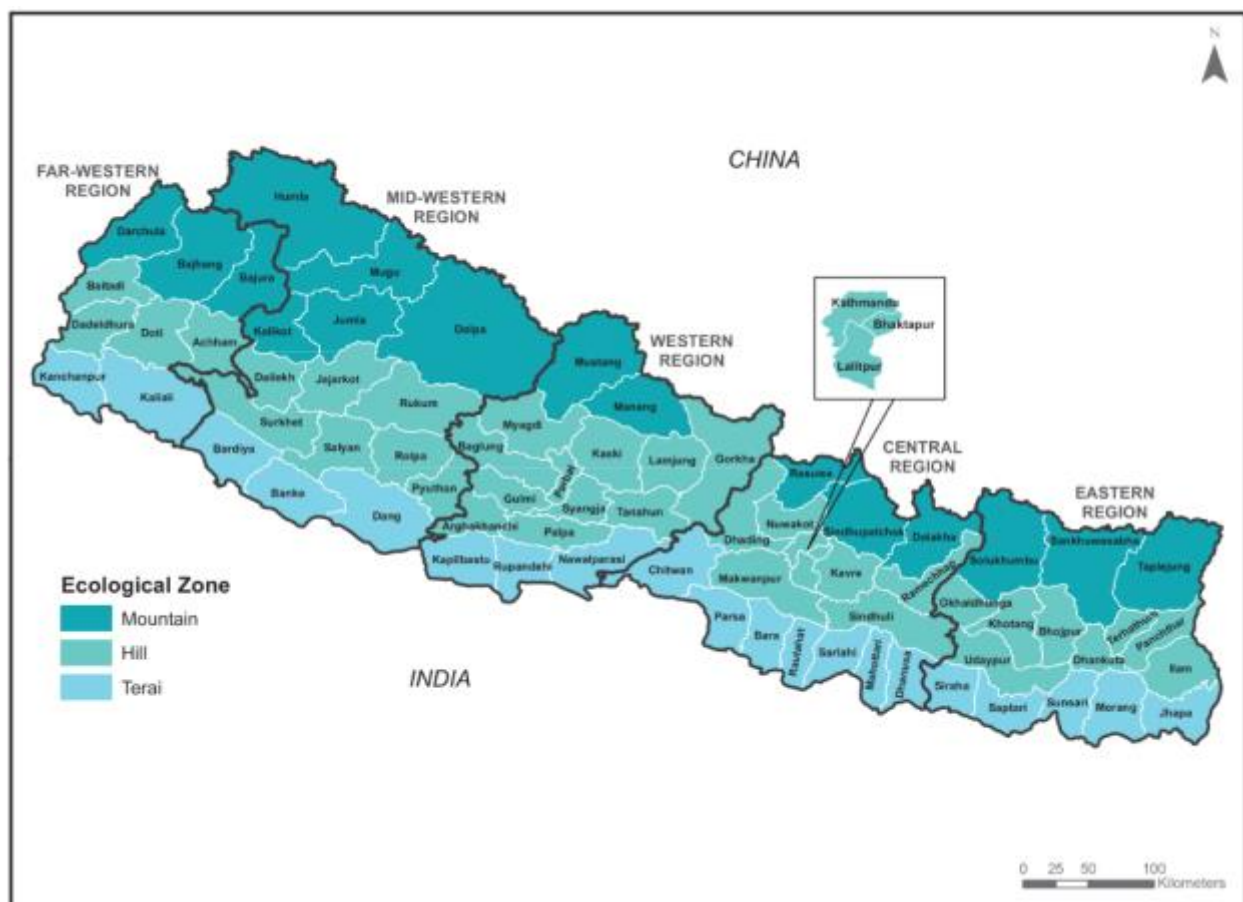 N
CHINA
FAR-WESTERN
REGION
MID-WESTERN
REGION
Humla
Darchula
Bajhang
Bajura
Mugu
Baitadi
Dadeldhura
Doti
Achham
Kalikot
Jumla
Dolpa
Kanchanpur
Kailali
Dailekh
Jajarkot
Rukum
Surkhet
Salyan
Rolpa
Bardiya
Banke
Pyuthan
Dang
WESTERN
REGION
Mustang
Manang
Myagdi
Baglung
Kaski
Lamjung
Gorkha
Parbat
Gulmi
Syangja
Tanahun
Arghakhanchi
Palpa
Kapilbastu
Rupandehi
Nawalparasi
Kathmandu
Bhaktapur
Lalitpur
CENTRAL
REGION
Rasuwa
Nuwakot
Sindhupalchok
Dolakha
Dhading
Chitwan
Makwanpur
Kavre
Ramechhap
Sindhuli
Parsa
Bara
Rautahat
Sarlahi
Mahottari
Dhanusa
EASTERN
REGION
Solukhumbu
Sankhuwasabha
Taplejung
Okhaldhunga
Khotang
Bhojpur
Terhathum
Panchthar
Udaypur
Dhankuta
Ilam
Siraha
Saptari
Sunsari
Morang
Jhapa
Ecological Zone
Mountain
Hill
Terai
INDIA
0 25 50 100
Kilometers